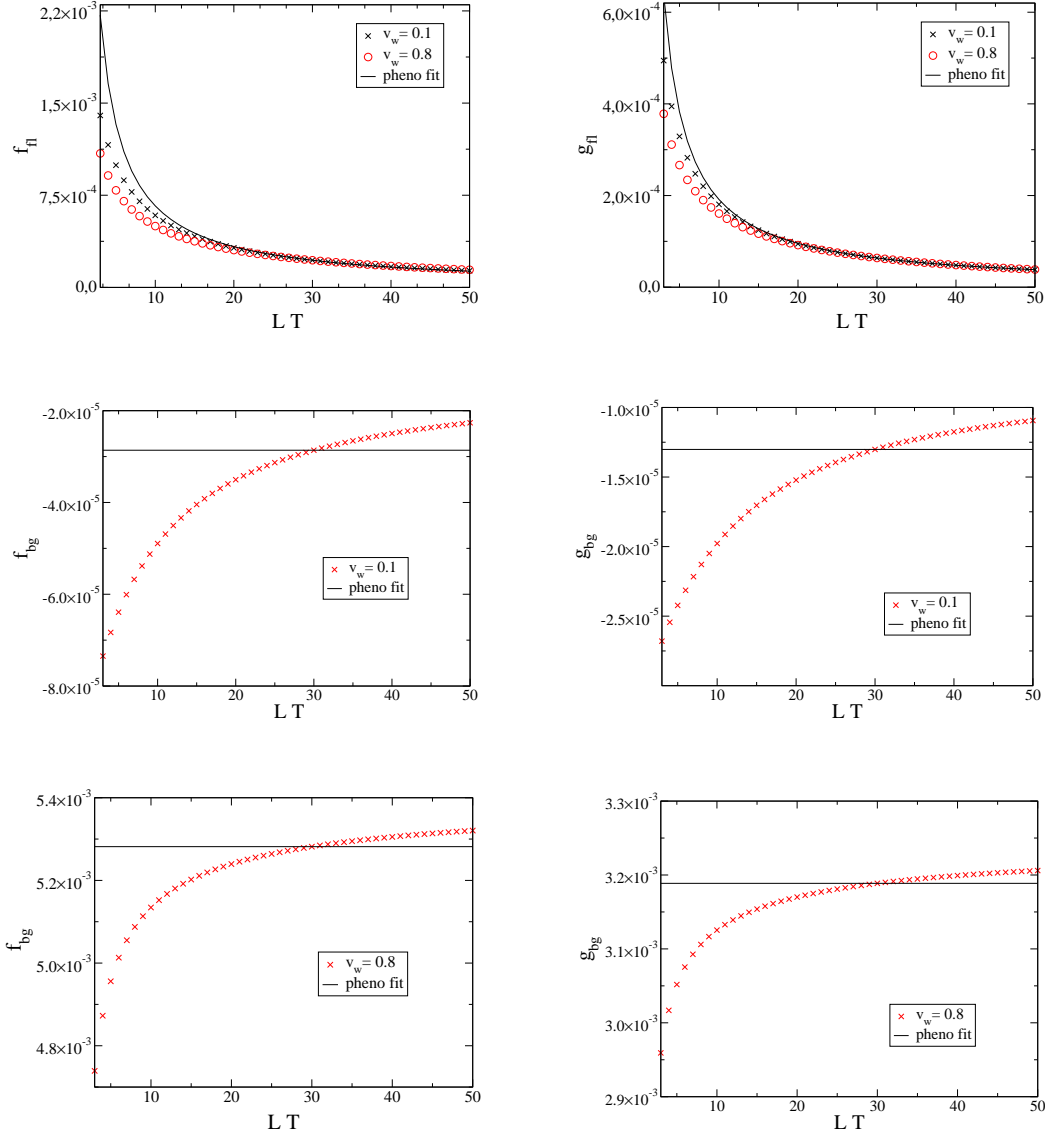 2,2×10⁻³
1,5×10⁻³
7,5×10⁻⁴
0,0
f_fl
v_w = 0.1
v_w = 0.8
pheno fit
10 20 30 40 50
L T
6,0×10⁻⁴
4,0×10⁻⁴
2,0×10⁻⁴
0,0
g_fl
v_w = 0.1
v_w = 0.8
pheno fit
10 20 30 40 50
L T
-2.0×10⁻⁵
-4.0×10⁻⁵
-6.0×10⁻⁵
-8.0×10⁻⁵
f_bg
v_w = 0.1
pheno fit
10 20 30 40 50
L T
-1.0×10⁻⁵
-1.5×10⁻⁵
-2.0×10⁻⁵
-2.5×10⁻⁵
g_bg
v_w = 0.1
pheno fit
10 20 30 40 50
L T
5.4×10⁻³
5.2×10⁻³
5.0×10⁻³
4.8×10⁻³
f_bg
v_w = 0.8
pheno fit
10 20 30 40 50
L T
3.3×10⁻³
3.2×10⁻³
3.1×10⁻³
3.0×10⁻³
2.9×10⁻³
g_bg
v_w = 0.8
pheno fit
10 20 30 40 50
L T